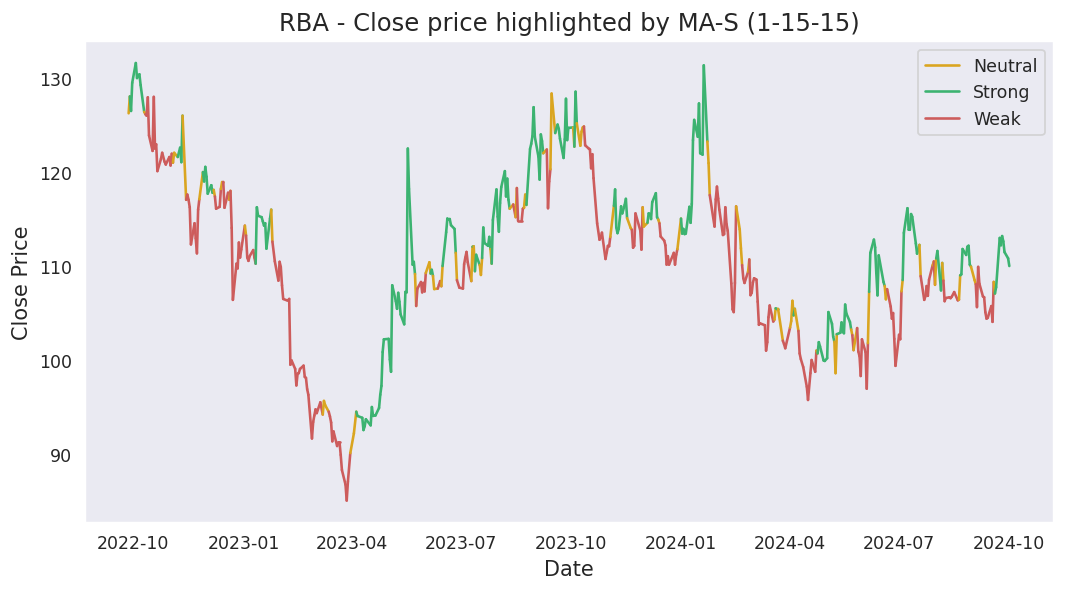 RBA - Close price highlighted by MA-S (1-15-15)
Neutral
Strong
Weak
130
120
110
100
90
Close Price
2022-10 2023-01 2023-04 2023-07 2023-10 2024-01 2024-04 2024-07 2024-10
Date